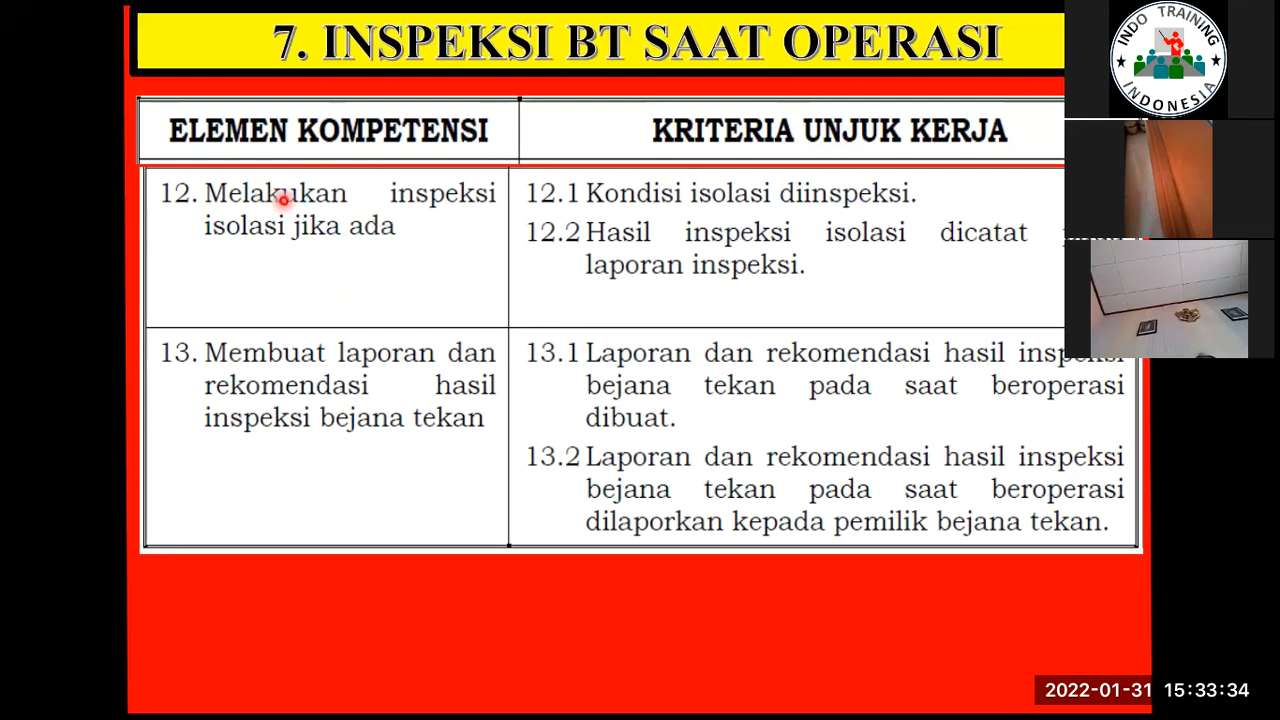 7. INSPEKSI BT SAAT OPERASI
ELEMEN KOMPETENSI
KRITERIA UNJUK KERJA
12. Melakukan inspeksi
isolasi jika ada
12.1 Kondisi isolasi diinspeksi.
12.2 Hasil inspeksi isolasi dicatat
laporan inspeksi.
13. Membuat laporan dan
rekomendasi hasil
inspeksi bejana tekan
13.1 Laporan dan rekomendasi hasil inspeksi
bejana tekan pada saat beroperasi
dibuat.
13.2 Laporan dan rekomendasi hasil inspeksi
bejana tekan pada saat beroperasi
dilaporkan kepada pemilik bejana tekan.
INDO TRAINING
INDONESIA
2022-01-31 15:33:34